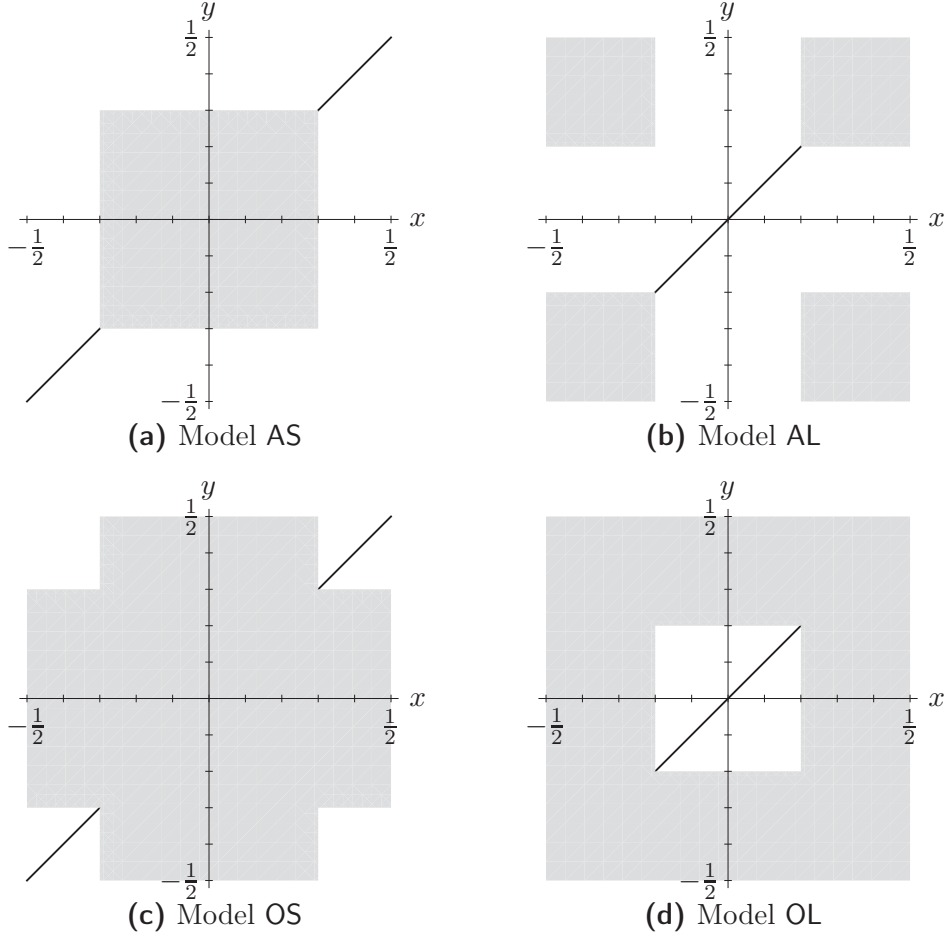 y
y
1/2
1/2
x
x
−1/2
1/2
−1/2
1/2
−1/2
−1/2
(a) Model AS
(b) Model AL
y
y
1/2
1/2
x
x
−1/2
1/2
−1/2
1/2
−1/2
−1/2
(c) Model OS
(d) Model OL